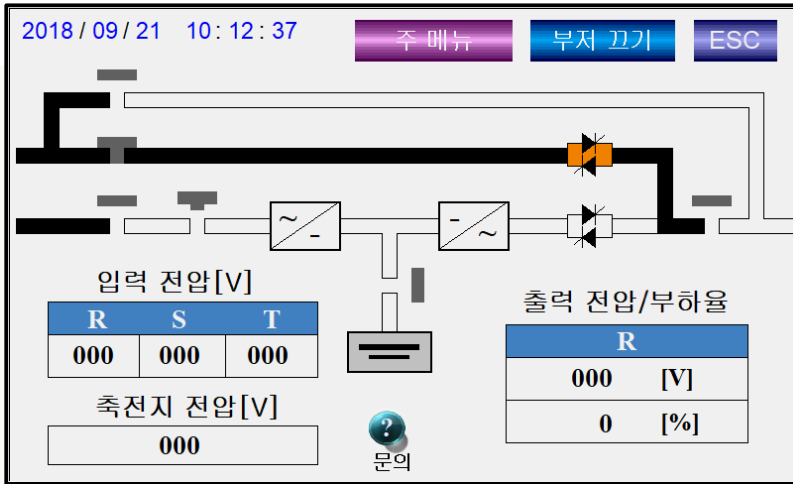 2018 / 09 / 21 10 : 12 : 37 주 메뉴 부저 끄기 ESC
입력 전압[V]
R S T
000 000 000
축전지 전압[V]
000
문의
출력 전압/부하율
R
000 [V]
0 [%]